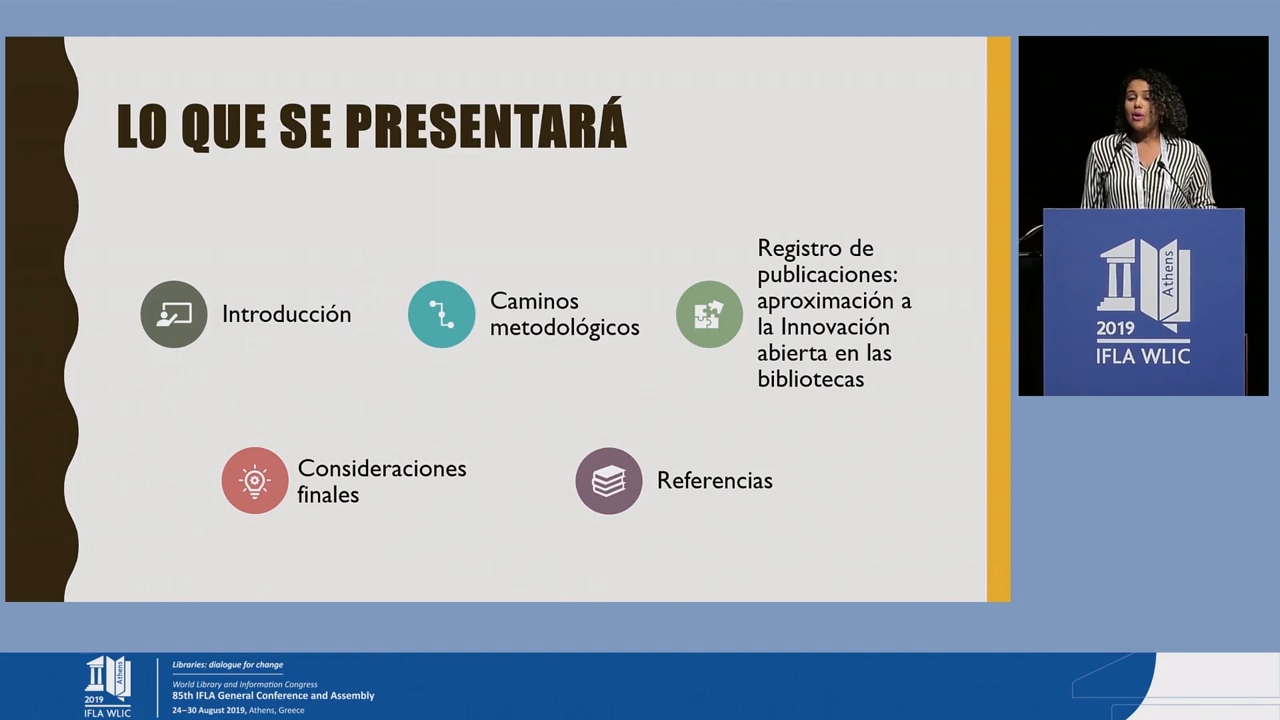 LO QUE SE PRESENTARÁ
Introducción
Caminos
metodológicos
Registro de
publicaciones:
aproximación a
la Innovación
abierta en las
bibliotecas
Consideraciones
finales
Referencias
Athens
2019
IFLA WLIC
Athens
2019
IFLA WLIC
Libraries: dialogue for change
World Library and Information Congress
85th IFLA General Conference and Assembly
24–30 August 2019, Athens, Greece